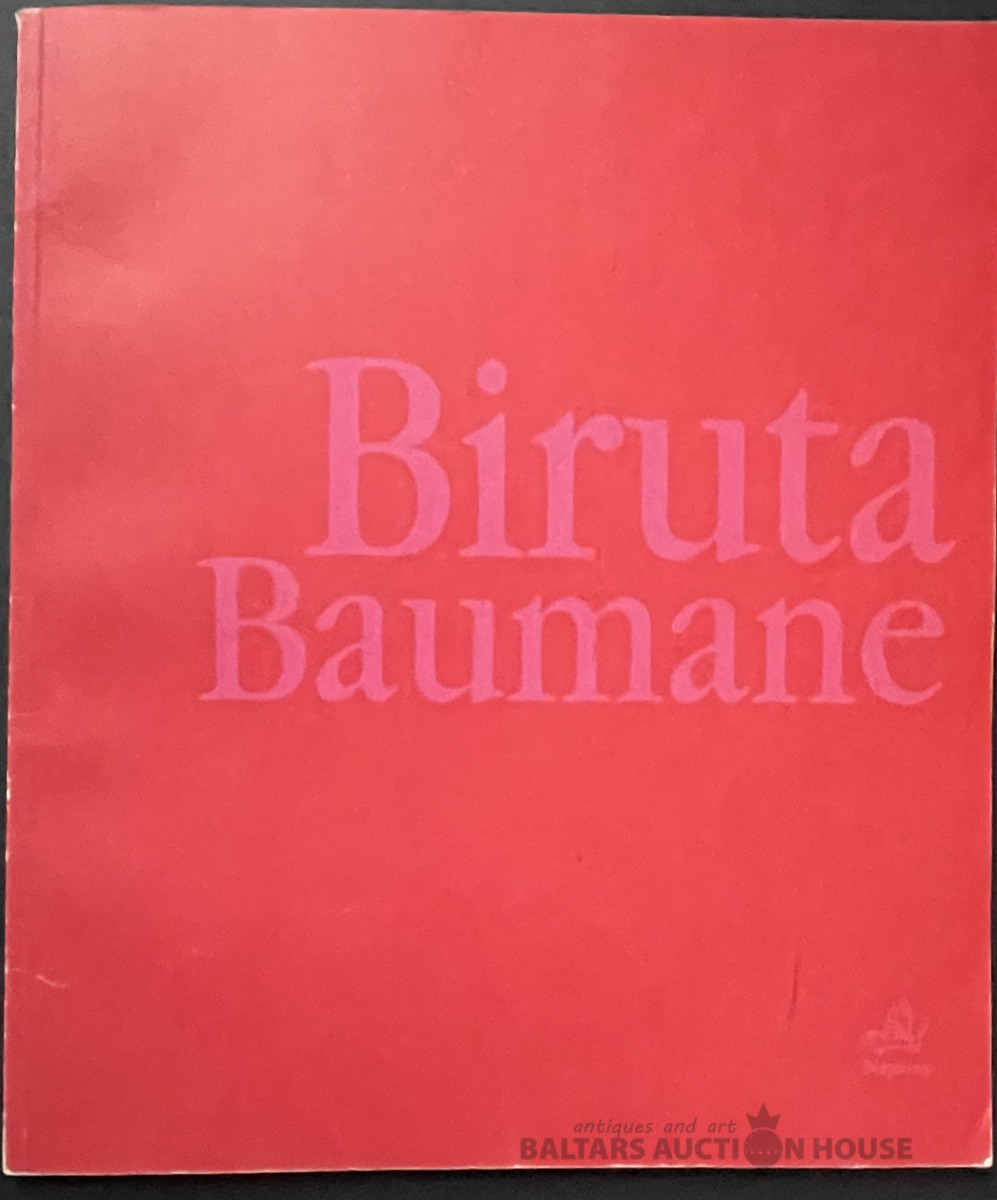 Biruta
Baumane
antiques and art
BALTARS AUCTION HOUSE